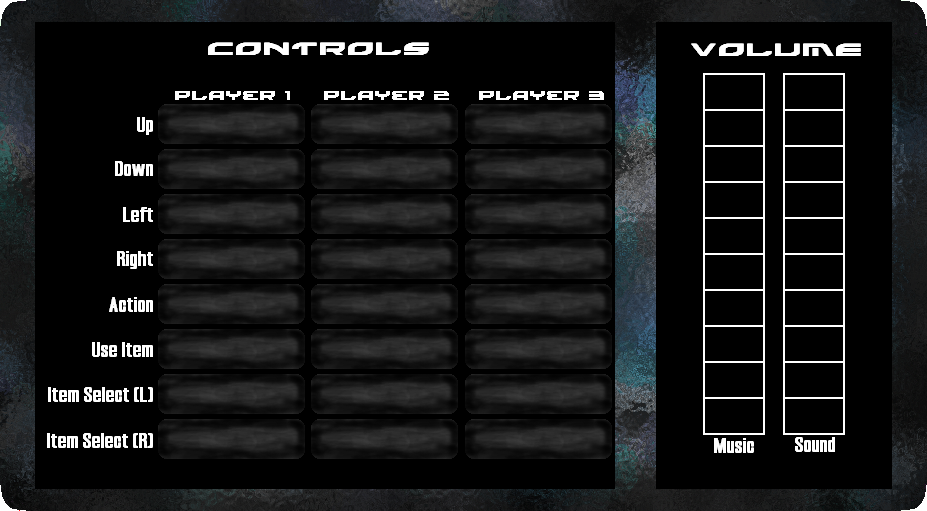 CONTROLS
VOLUME
PLAYER 1 PLAYER 2 PLAYER 3
Up
Down
Left
Right
Action
Use Item
Item Select (L)
Item Select (R)
Music Sound